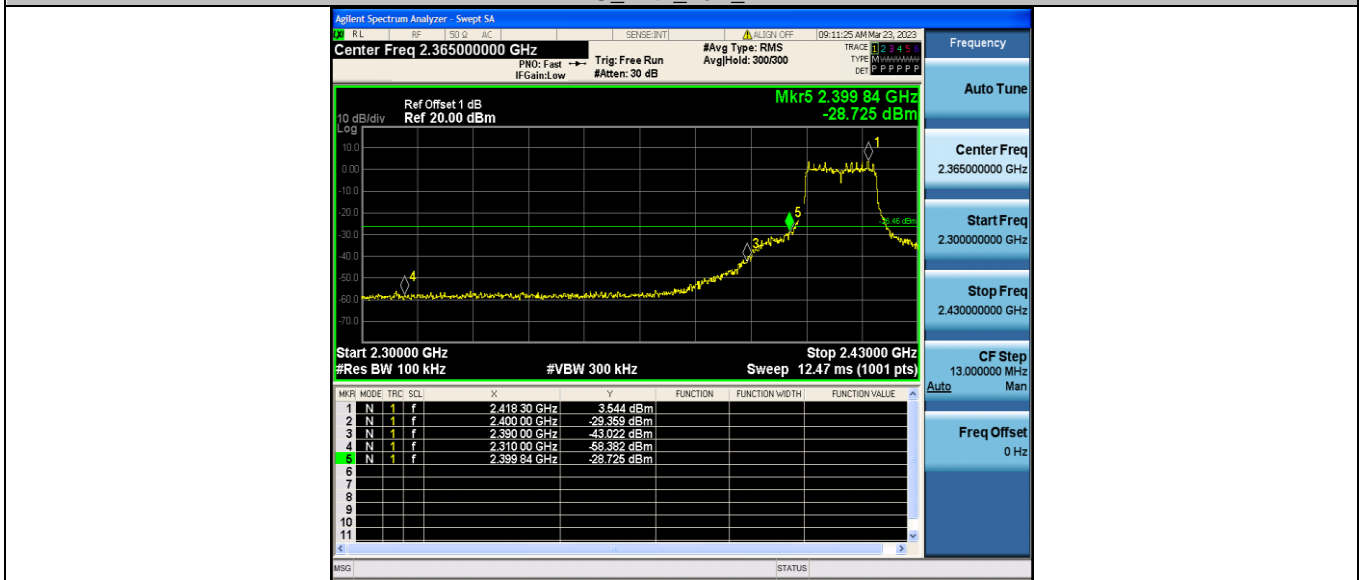 Agilent Spectrum Analyzer - Swept SA
RL RF 50 Ω AC SENSE:INT ALIGN OFF 09:11:25 AM Mar 23, 2023
Center Freq 2.365000000 GHz
PNO: Fast
IFGain:Low
Trig: Free Run
#Atten: 30 dB
#Avg Type: RMS
Avg|Hold: 300/300
TRACE 1 2 3 4 5 6
TYPE M WWWWW
DET P P P P P P
Ref Offset 1 dB
10 dB/div Ref 20.00 dBm
Log
Mkr5 2.399 84 GHz
-28.725 dBm
10.0
0.00
-10.0
-20.0
-30.0
-40.0
-50.0
-60.0
-70.0
1
5
3
4
Start 2.30000 GHz Stop 2.43000 GHz
#Res BW 100 kHz #VBW 300 kHz Sweep 12.47 ms (1001 pts)
MKR MODE TRC SCL X Y FUNCTION FUNCTION WIDTH FUNCTION VALUE
1 N 1 f 2.418 30 GHz 3.544 dBm
2 N 1 f 2.400 00 GHz -29.359 dBm
3 N 1 f 2.390 00 GHz -43.022 dBm
4 N 1 f 2.310 00 GHz -58.382 dBm
5 N 1 f 2.399 84 GHz -28.725 dBm
6
7
8
9
10
11
MSG STATUS
Frequency
Auto Tune
Center Freq
2.365000000 GHz
Start Freq
2.300000000 GHz
Stop Freq
2.430000000 GHz
CF Step
13.000000 MHz
Auto Man
Freq Offset
0 Hz